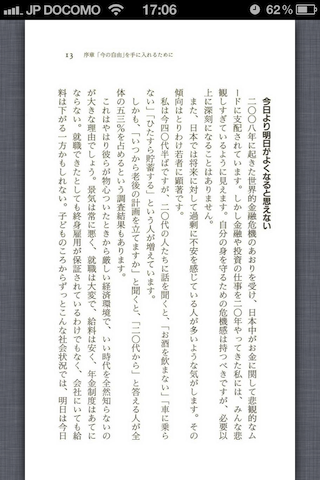 JP DOCOMO 17:06 62%
13 序章 「今の自由」を手に入れるために
今日より明日がよくなると思えない
二〇〇八年に起きた世界的金融危機のあおりを受け、日本中がお金に関して悲観的なム
ードに支配されています。しかし金融や投資の仕事を二〇年やってきた私には、みんな悲
観しすぎているように見えます。自分の身を守るための危機感は持つべきですが、必要以
上に深刻になることはありません。
また、日本では将来に対して過剰に不安を感じている人が多いような気がします。その
傾向はとりわけ若者に顕著です。
私は今四〇代半ばですが、二〇代の人たちに話を聞くと、「お酒を飲まない」「車に乗ら
ない」「ひたすら貯蓄する」という人が増えています。
しかも、「いつから老後の計画を立てますか」と聞くと、「二〇代から」と答える人が全
体の五三％を占めるという調査結果もあります。
これはやはり彼らが物心ついたときから厳しい経済環境で、いい時代を全然知らないの
が大きな理由でしょう。景気は常に悪く、就職は大変で、給料は安く、年金制度はあてに
ならない。就職できたとしても終身雇用が保証されているわけでもなく、会社にいても給
料は下がる一方かもしれない。子どものころからずっとこんな社会状況では、明日は今日